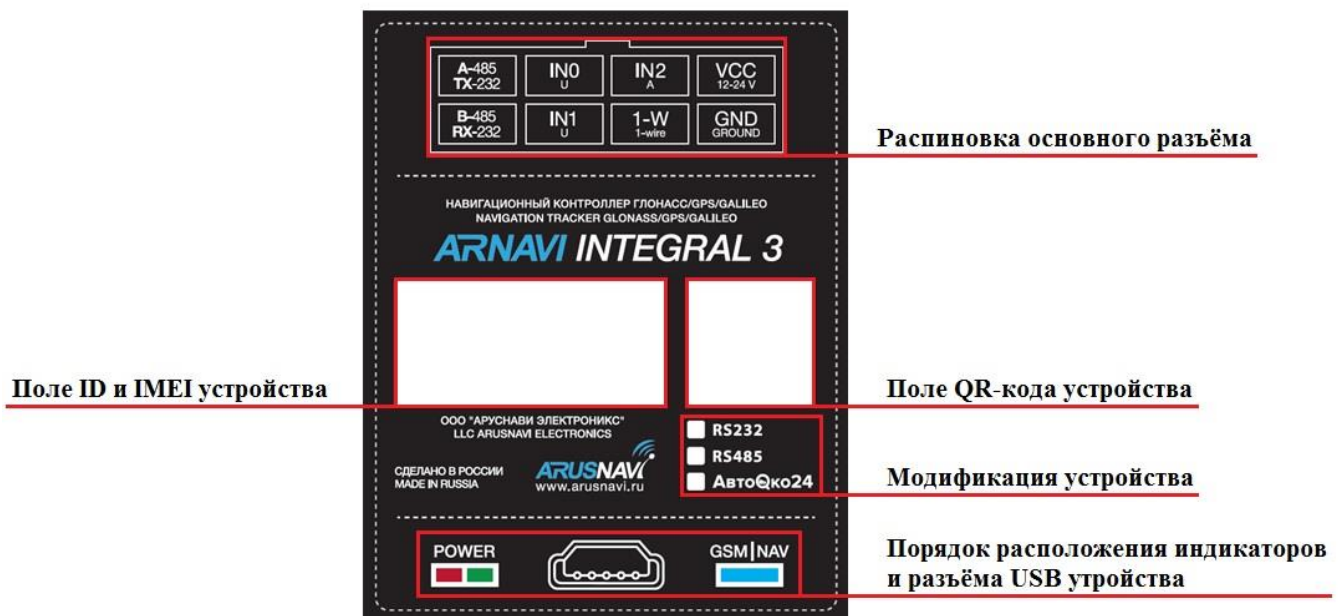 A-485
TX-232
IN0
U
IN2
A
VCC
12-24 V
B-485
RX-232
IN1
U
1-W
1-wire
GND
GROUND
Распиновка основного разъёма
НАВИГАЦИОННЫЙ КОНТРОЛЛЕР ГЛОНАСС/GPS/GALILEO
NAVIGATION TRACKER GLONASS/GPS/GALILEO
ARNAVI INTEGRAL 3
Поле ID и IMEI устройства
Поле QR-кода устройства
ООО "АРУСНАВИ ЭЛЕКТРОНИКС"
LLC ARUSNAVI ELECTRONICS
RS232
RS485
АвтоQко24
СДЕЛАНО В РОССИИ
MADE IN RUSSIA
ARUSNAVI
www.arusnavi.ru
Модификация устройства
POWER
GSM|NAV
Порядок расположения индикаторов
и разъёма USB утройства